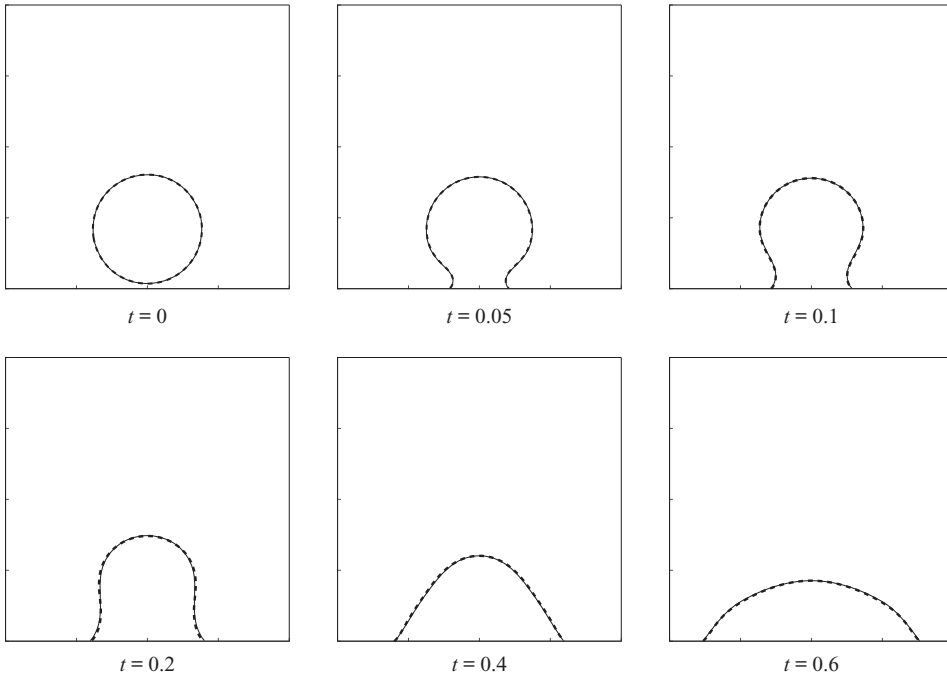 t = 0
t = 0.05
t = 0.1
t = 0.2
t = 0.4
t = 0.6